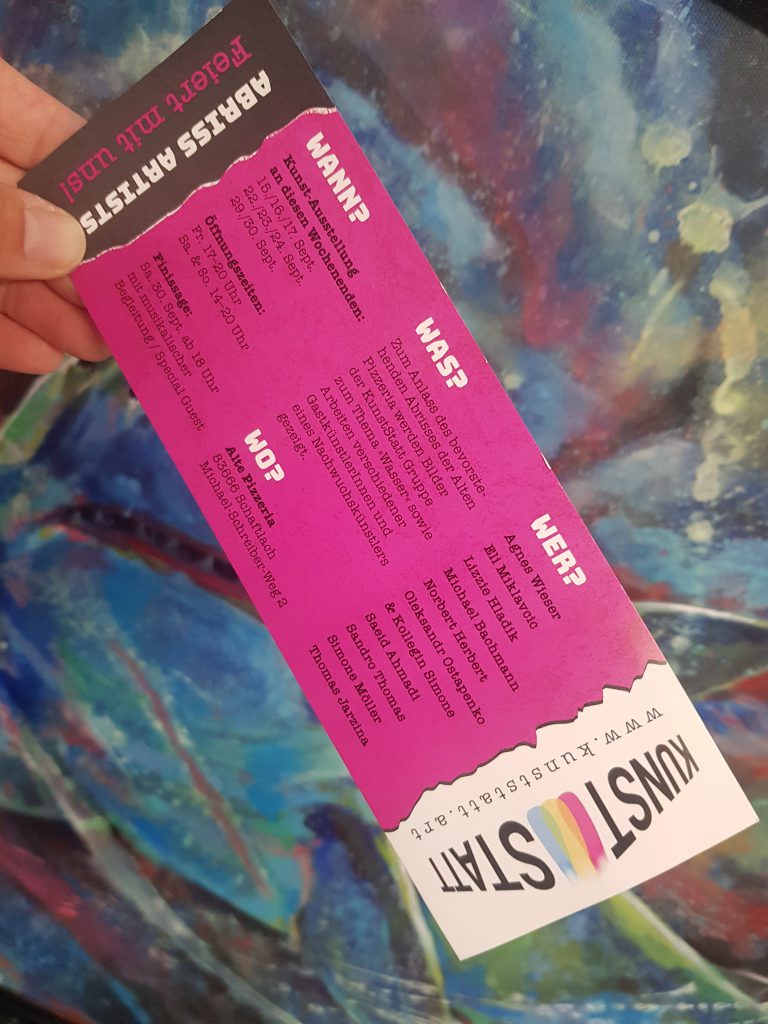 ABRISS ARTISTS
Feiert mit uns!
WANN?
Kunst-Ausstellung
an diesen Wochenenden:
15./16./17. Sept.
22./23./24. Sept.
29./30. Sept.
Öffnungszeiten:
Fr. 17-20 Uhr
Sa. & So. 14-20 Uhr
Finissage:
Sa. 30. Sept. ab 18 Uhr
mit musikalischer
Begleitung / Special Guest
WAS?
Zum Anlass des bevorste-
henden Abrisses der Alten
Pizzeria werden Bilder
der KunstStatt Gruppe
zum Thema „Wasser“ sowie
Arbeiten verschiedener
GastkünstlerInnen und
eines Nachwuchskünstlers
gezeigt.
WO?
Alte Pizzeria
83666 Schaftlach
Michael-Schreiber-Weg 2
WER?
Agnes Wieser
Eli Miklavcic
Lizzie Hladik
Michael Bachmann
Norbert Herbert
Oleksandr Ostapenko
& Kollegin Simone
Saeid Ahmadi
Sandro Thomas
Simone Möller
Thomas Jarzina
www.kunststatt.art
KUNST STATT